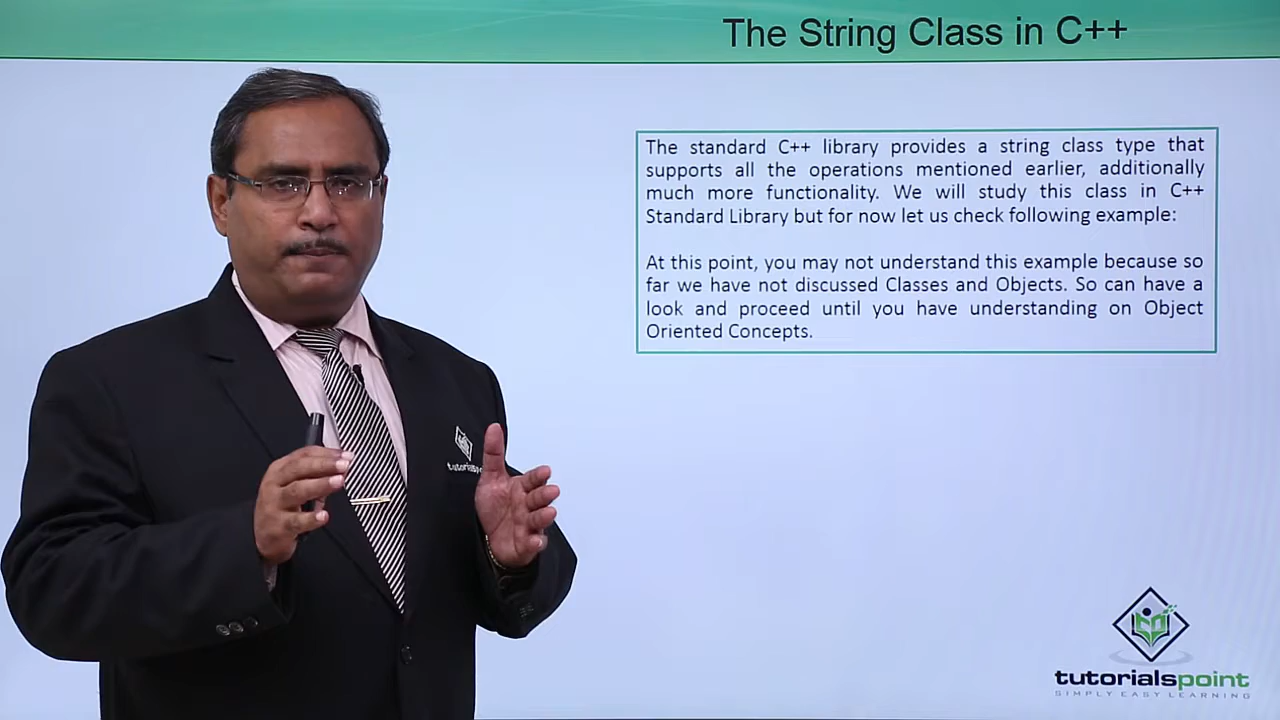 The String Class in C++
The standard C++ library provides a string class type that
supports all the operations mentioned earlier, additionally
much more functionality. We will study this class in C++
Standard Library but for now let us check following example:
At this point, you may not understand this example because so
far we have not discussed Classes and Objects. So can have a
look and proceed until you have understanding on Object
Oriented Concepts.
tutorialsp
tutorialspoint
SIMPLY EASY LEARNING